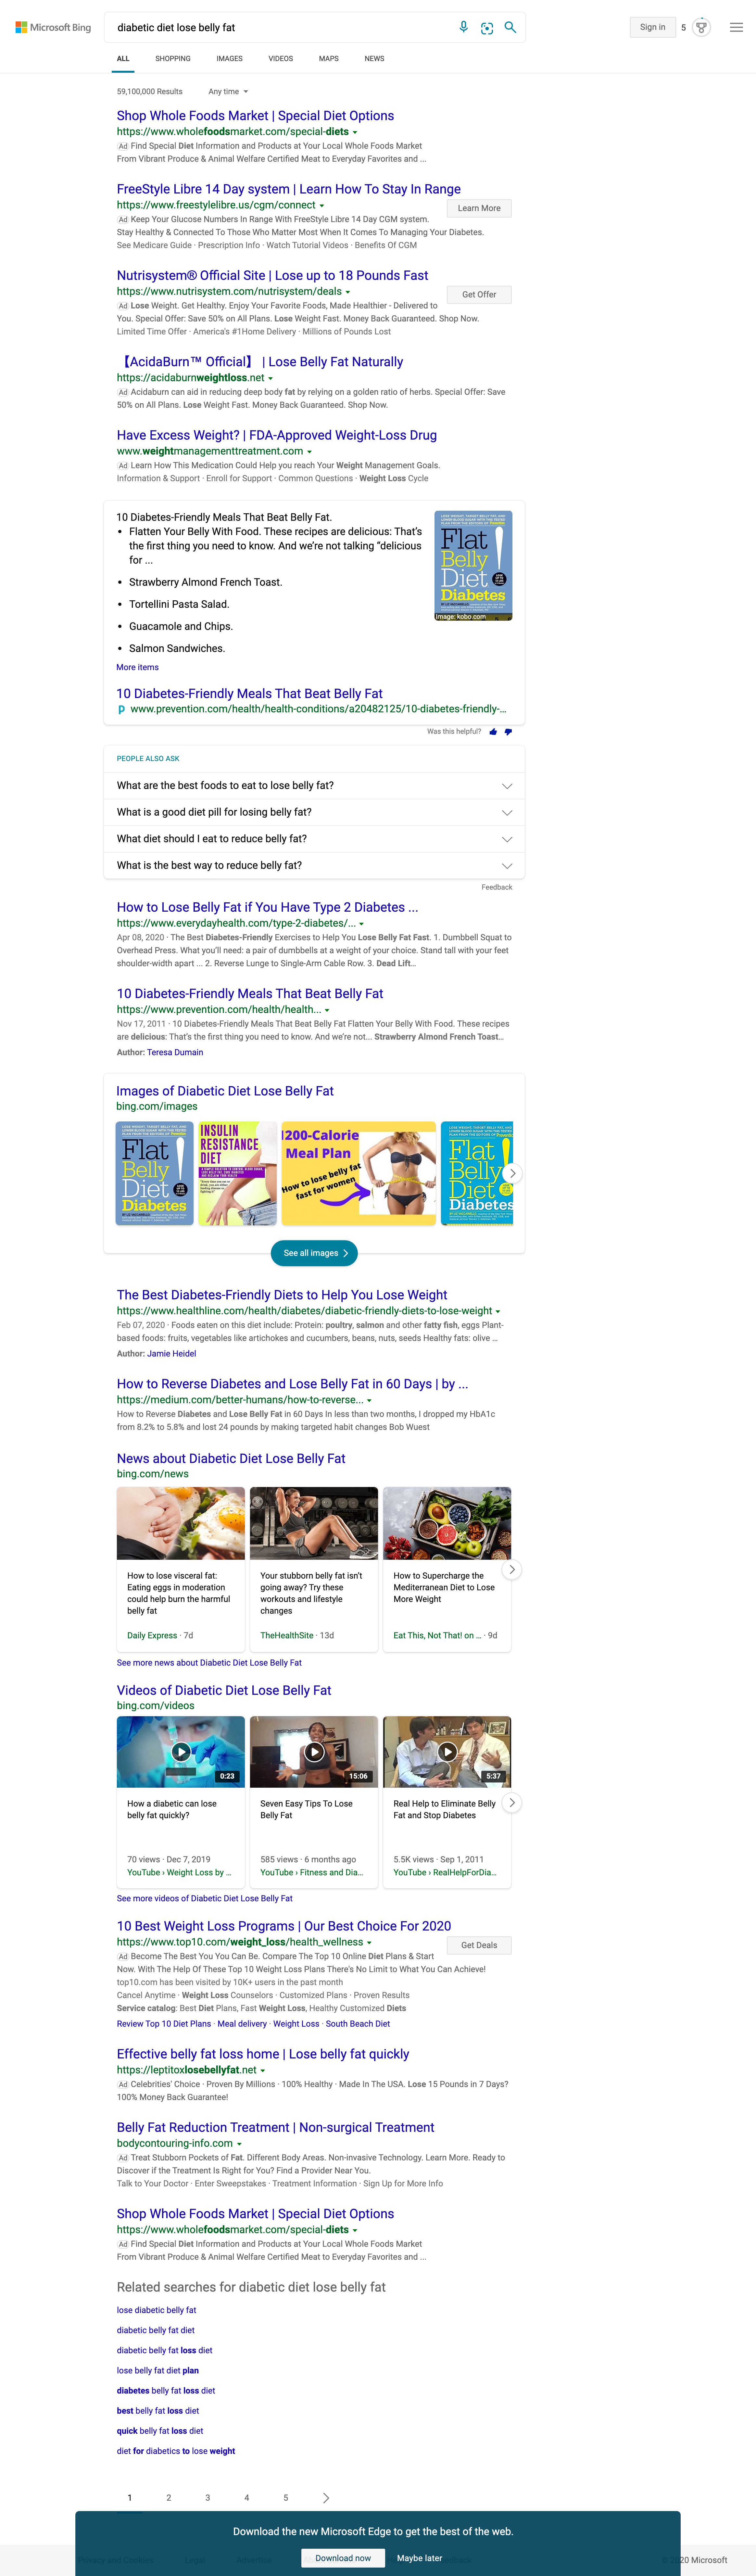 Microsoft Bing
diabetic diet lose belly fat
Sign in
5
ALL
SHOPPING
IMAGES
VIDEOS
MAPS
NEWS
59,100,000 Results
Any time
Shop Whole Foods Market | Special Diet Options
https://www.wholefoodsmarket.com/special-diets
Ad Find Special Diet Information and Products at Your Local Whole Foods Market
From Vibrant Produce & Animal Welfare Certified Meat to Everyday Favorites and ...
FreeStyle Libre 14 Day system | Learn How To Stay In Range
https://www.freestylelibre.us/cgm/connect
Learn More
Ad Keep Your Glucose Numbers In Range With FreeStyle Libre 14 Day CGM system.
Stay Healthy & Connected To Those Who Matter Most When It Comes To Managing Your Diabetes.
See Medicare Guide · Prescription Info · Watch Tutorial Videos · Benefits Of CGM
Nutrisystem® Official Site | Lose up to 18 Pounds Fast
https://www.nutrisystem.com/nutrisystem/deals
Get Offer
Ad Lose Weight. Get Healthy. Enjoy Your Favorite Foods, Made Healthier - Delivered to
You. Special Offer: Save 50% on All Plans. Lose Weight Fast. Money Back Guaranteed. Shop Now.
Limited Time Offer · America's #1Home Delivery · Millions of Pounds Lost
【AcidaBurn™ Official】 | Lose Belly Fat Naturally
https://acidaburnweightloss.net
Ad Acidaburn can aid in reducing deep body fat by relying on a golden ratio of herbs. Special Offer: Save
50% on All Plans. Lose Weight Fast. Money Back Guaranteed. Shop Now.
Have Excess Weight? | FDA-Approved Weight-Loss Drug
www.weightmanagementtreatment.com
Ad Learn How This Medication Could Help you reach Your Weight Management Goals.
Information & Support · Enroll for Support · Common Questions · Weight Loss Cycle
10 Diabetes-Friendly Meals That Beat Belly Fat.
• Flatten Your Belly With Food. These recipes are delicious: That's
the first thing you need to know. And we're not talking "delicious
for ...
• Strawberry Almond French Toast.
• Tortellini Pasta Salad.
• Guacamole and Chips.
• Salmon Sandwiches.
More items
Flat
Belly
Diet
Diabetes
Image: kobo.com
10 Diabetes-Friendly Meals That Beat Belly Fat
www.prevention.com/health/health-conditions/a20482125/10-diabetes-friendly-...
Was this helpful?
PEOPLE ALSO ASK
What are the best foods to eat to lose belly fat?
What is a good diet pill for losing belly fat?
What diet should I eat to reduce belly fat?
What is the best way to reduce belly fat?
Feedback
How to Lose Belly Fat if You Have Type 2 Diabetes ...
https://www.everydayhealth.com/type-2-diabetes/...
Apr 08, 2020 · The Best Diabetes-Friendly Exercises to Help You Lose Belly Fat Fast. 1. Dumbbell Squat to
Overhead Press. What you'll need: a pair of dumbbells at a weight of your choice. Stand tall with your feet
shoulder-width apart ... 2. Reverse Lunge to Single-Arm Cable Row. 3. Dead Lift...
10 Diabetes-Friendly Meals That Beat Belly Fat
https://www.prevention.com/health/health...
Nov 17, 2011 · 10 Diabetes-Friendly Meals That Beat Belly Fat Flatten Your Belly With Food. These recipes
are delicious: That's the first thing you need to know. And we're not... Strawberry Almond French Toast...
Author: Teresa Dumain
Images of Diabetic Diet Lose Belly Fat
bing.com/images
Flat
Belly
Diet
Diabetes
INSULIN
RESISTANCE
DIET
1200-Calorie
Meal Plan
How to lose belly fat
fast for women
Flat
Belly
Diet
Diabetes
See all images
The Best Diabetes-Friendly Diets to Help You Lose Weight
https://www.healthline.com/health/diabetes/diabetic-friendly-diets-to-lose-weight
Feb 07, 2020 · Foods eaten on this diet include: Protein: poultry, salmon and other fatty fish, eggs Plant-
based foods: fruits, vegetables like artichokes and cucumbers, beans, nuts, seeds Healthy fats: olive ...
Author: Jamie Heidel
How to Reverse Diabetes and Lose Belly Fat in 60 Days | by ...
https://medium.com/better-humans/how-to-reverse...
How to Reverse Diabetes and Lose Belly Fat in 60 Days In less than two months, I dropped my HbA1c
from 8.2% to 5.8% and lost 24 pounds by making targeted habit changes Bob Wuest
News about Diabetic Diet Lose Belly Fat
bing.com/news
How to lose visceral fat:
Eating eggs in moderation
could help burn the harmful
belly fat
Daily Express · 7d
Your stubborn belly fat isn't
going away? Try these
workouts and lifestyle
changes
TheHealthSite · 13d
How to Supercharge the
Mediterranean Diet to Lose
More Weight
Eat This, Not That! on ... · 9d
See more news about Diabetic Diet Lose Belly Fat
Videos of Diabetic Diet Lose Belly Fat
bing.com/videos
0:23
How a diabetic can lose
belly fat quickly?
70 views · Dec 7, 2019
YouTube › Weight Loss by ...
15:06
Seven Easy Tips To Lose
Belly Fat
585 views · 6 months ago
YouTube › Fitness and Dia...
5:37
Real Help to Eliminate Belly
Fat and Stop Diabetes
5.5K views · Sep 1, 2011
YouTube › RealHelpForDia...
See more videos of Diabetic Diet Lose Belly Fat
10 Best Weight Loss Programs | Our Best Choice For 2020
https://www.top10.com/weight_loss/health_wellness
Get Deals
Ad Become The Best You You Can Be. Compare The Top 10 Online Diet Plans & Start
Now. With The Help Of These Top 10 Weight Loss Plans There's No Limit to What You Can Achieve!
top10.com has been visited by 10K+ users in the past month
Cancel Anytime · Weight Loss Counselors · Customized Plans · Proven Results
Service catalog: Best Diet Plans, Fast Weight Loss, Healthy Customized Diets
Review Top 10 Diet Plans · Meal delivery · Weight Loss · South Beach Diet
Effective belly fat loss home | Lose belly fat quickly
https://leptitoxlosebellyfat.net
Ad Celebrities' Choice · Proven By Millions · 100% Healthy · Made In The USA. Lose 15 Pounds in 7 Days?
100% Money Back Guarantee!
Belly Fat Reduction Treatment | Non-surgical Treatment
bodycontouring-info.com
Ad Treat Stubborn Pockets of Fat. Different Body Areas. Non-invasive Technology. Learn More. Ready to
Discover if the Treatment Is Right for You? Find a Provider Near You.
Talk to Your Doctor · Enter Sweepstakes · Treatment Information · Sign Up for More Info
Shop Whole Foods Market | Special Diet Options
https://www.wholefoodsmarket.com/special-diets
Ad Find Special Diet Information and Products at Your Local Whole Foods Market
From Vibrant Produce & Animal Welfare Certified Meat to Everyday Favorites and ...
Related searches for diabetic diet lose belly fat
lose diabetic belly fat
diabetic belly fat diet
diabetic belly fat loss diet
lose belly fat diet plan
diabetes belly fat loss diet
best belly fat loss diet
quick belly fat loss diet
diet for diabetics to lose weight
1 2 3 4 5
Download the new Microsoft Edge to get the best of the web.
Download now
Maybe later
20 Microsoft